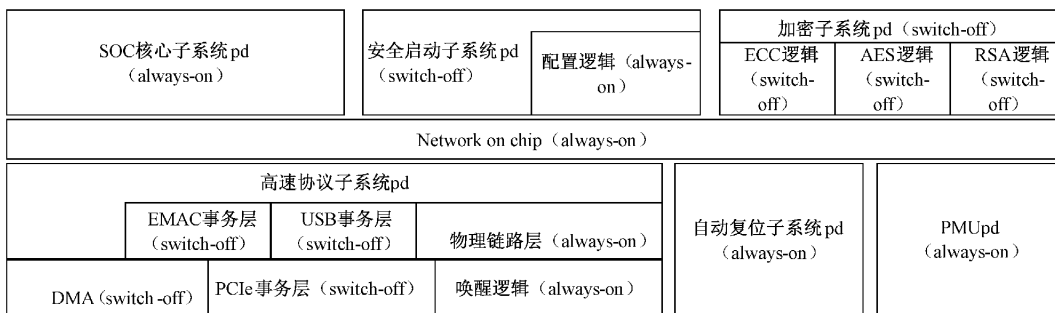 SOC核心子系统pd
（always-on）
安全启动子系统pd
(switch-off）
配置逻辑（always-
on）
加密子系统pd（switch-off）
ECC逻辑
（switch-
off）
AES逻辑
（switch-
off）
RSA逻辑
（switch-
off）
Network on chip（always-on）
高速协议子系统pd
EMAC事务层
（switch-off）
USB事务层
（switch-off）
物理链路层（always-on）
DMA（switch-off）
PCIe事务层（switch-off）
唤醒逻辑（always-on）
自动复位子系统pd
（always-on）
PMUpd
（always-on）